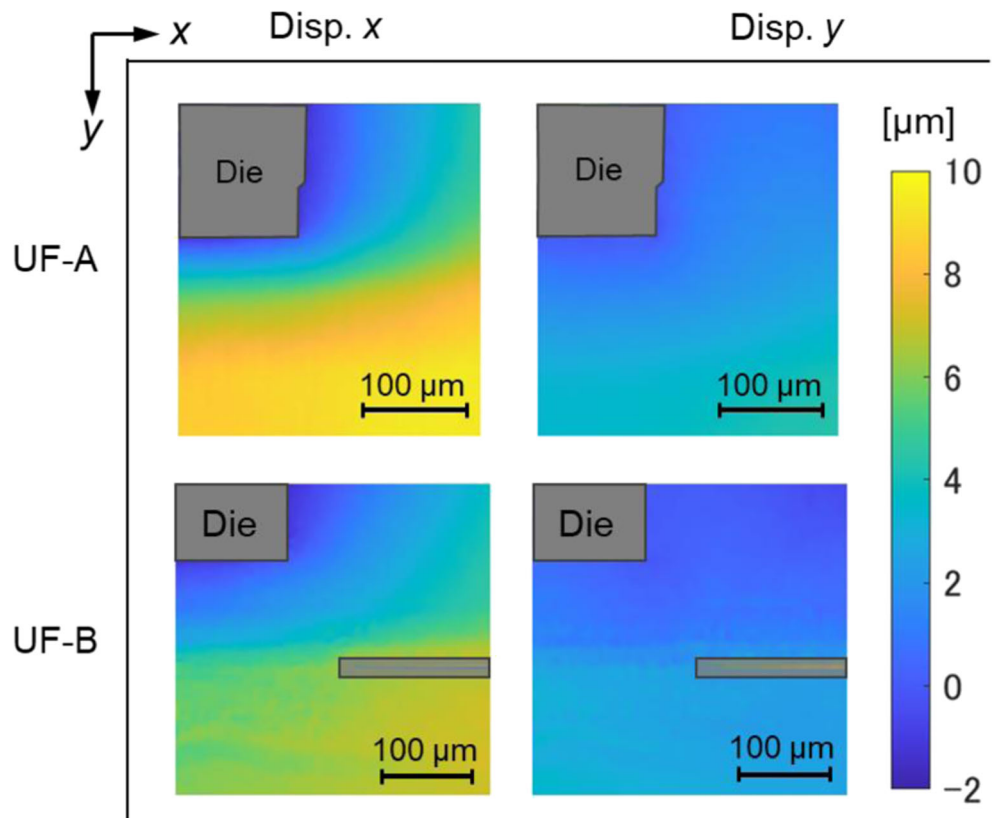 x
Disp. x
Disp. y
y
[μm]
10
Die
Die
UF-A
8
100 μm
100 μm
6
4
Die
Die
2
UF-B
0
100 μm
100 μm
−2